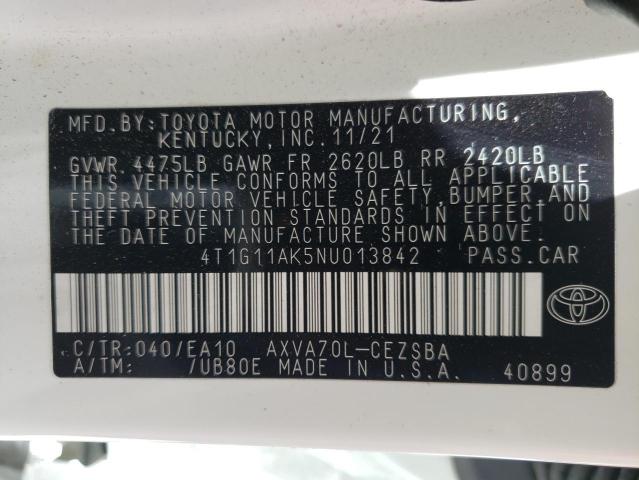 MFD.BY:TOYOTA MOTOR MANUFACTURING,
KENTUCKY,INC.11/21
GVWR 4475LB GAWR FR 2620LB RR 2420LB
THIS VEHICLE CONFORMS TO ALL APPLICABLE
FEDERAL MOTOR VEHICLE SAFETY,BUMPER,AND
THEFT PREVENTION STANDARDS IN EFFECT ON
THE DATE OF MANUFACTURE SHOWN ABOVE.
4T1G11AK5NU013842 PASS.CAR
C/TR:040/EA10 AXVA70L-CEZSBA
A/TM: /UB80E MADE IN U.S.A. 40899